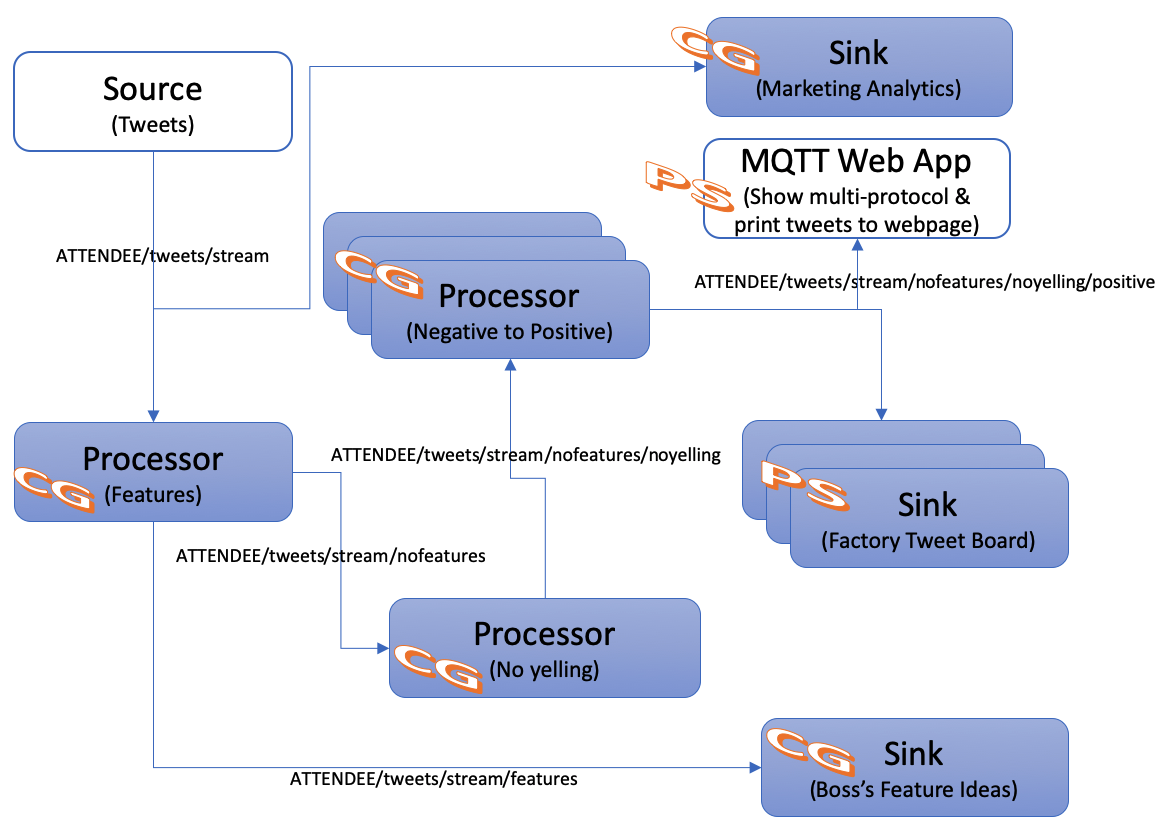 Source
(Tweets)
CG
Sink
(Marketing Analytics)
PS
MQTT Web App
(Show multi-protocol &
print tweets to webpage)
ATTENDEE/tweets/stream
CG
Processor
(Negative to Positive)
ATTENDEE/tweets/stream/nofeatures/noyelling/positive
CG
Processor
(Features)
ATTENDEE/tweets/stream/nofeatures/noyelling
PS
Sink
(Factory Tweet Board)
ATTENDEE/tweets/stream/nofeatures
CG
Processor
(No yelling)
CG
Sink
(Boss's Feature Ideas)
ATTENDEE/tweets/stream/features